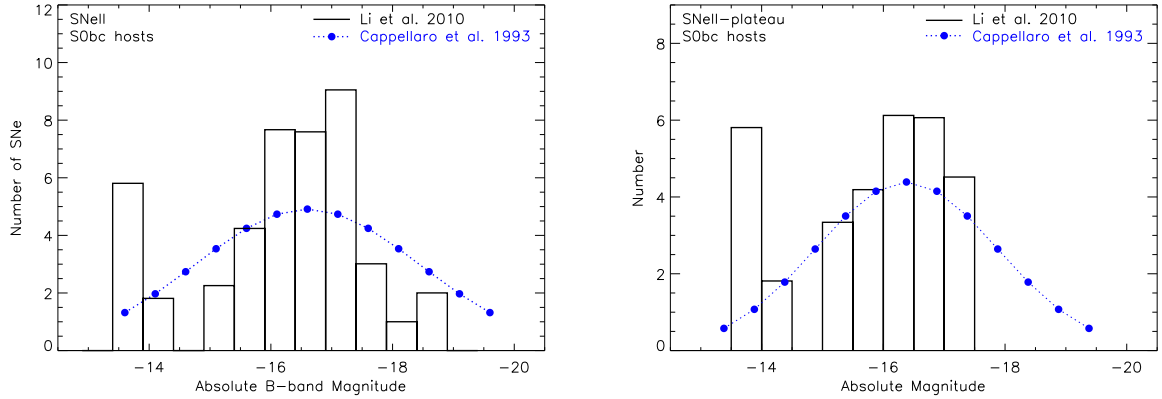 SNeII
S0bc hosts
Li et al. 2010
Cappellaro et al. 1993
12
10
8
6
4
2
0
Number of SNe
-14
-16
-18
-20
Absolute B-band Magnitude
SNeII-plateau
S0bc hosts
Li et al. 2010
Cappellaro et al. 1993
8
6
4
2
0
Number
-14
-16
-18
-20
Absolute Magnitude